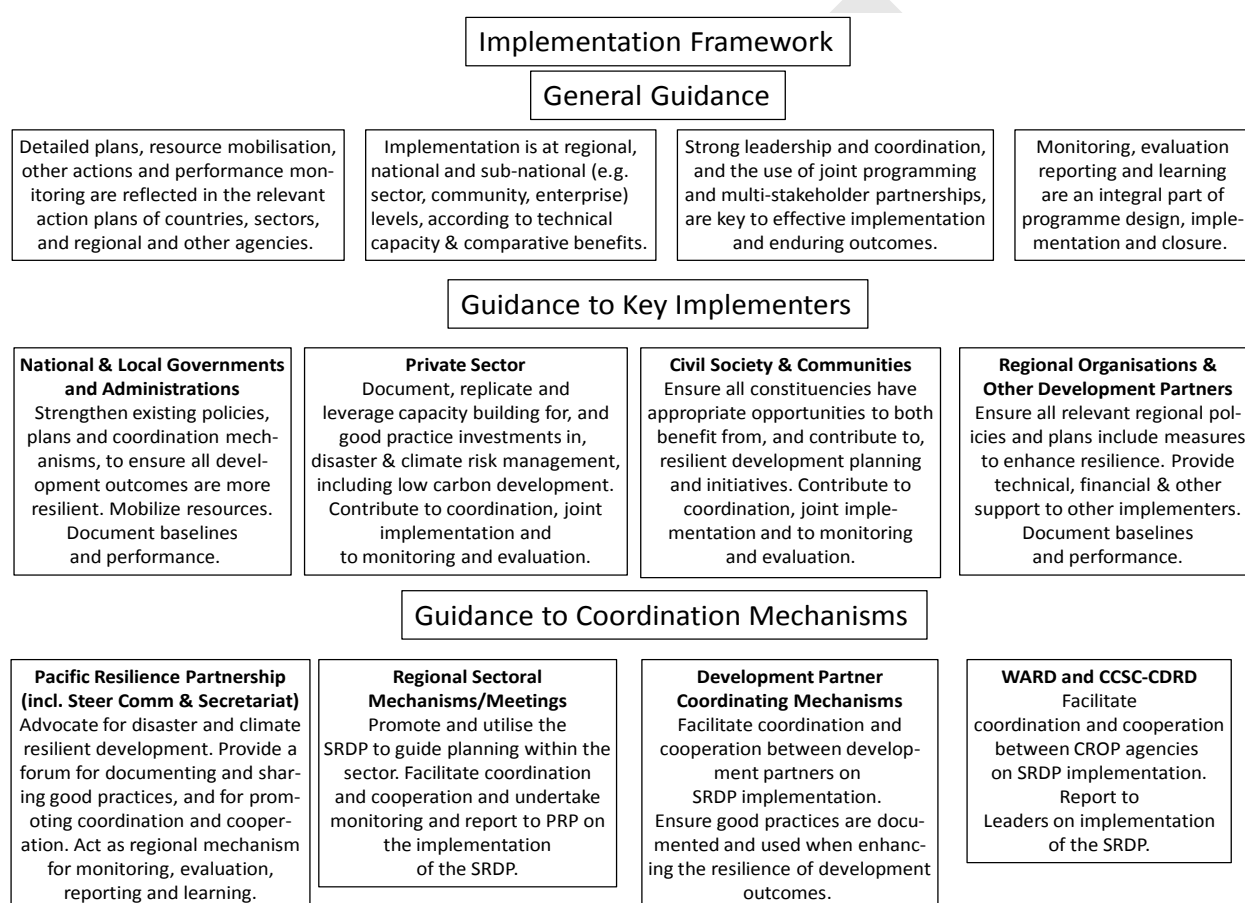 Implementation Framework
General Guidance
Detailed plans, resource mobilisation,
other actions and performance mon-
itoring are reflected in the relevant
action plans of countries, sectors,
and regional and other agencies.
Implementation is at regional,
national and sub-national (e.g.
sector, community, enterprise)
levels, according to technical
capacity & comparative benefits.
Strong leadership and coordination,
and the use of joint programming
and multi-stakeholder partnerships,
are key to effective implementation
and enduring outcomes.
Monitoring, evaluation
reporting and learning
are an integral part of
programme design, imple-
mentation and closure.
Guidance to Key Implementers
National & Local Governments
and Administrations
Strengthen existing policies,
plans and coordination mech-
anisms, to ensure all devel-
opment outcomes are more
resilient. Mobilize resources.
Document baselines
and performance.
Private Sector
Document, replicate and
leverage capacity building for, and
good practice investments in,
disaster & climate risk management,
including low carbon development.
Contribute to coordination, joint
implementation and
to monitoring and evaluation.
Civil Society & Communities
Ensure all constituencies have
appropriate opportunities to both
benefit from, and contribute to,
resilient development planning
and initiatives. Contribute to
coordination, joint imple-
mentation and to monitoring
and evaluation.
Regional Organisations &
Other Development Partners
Ensure all relevant regional pol-
icies and plans include measures
to enhance resilience. Provide
technical, financial & other
support to other implementers.
Document baselines
and performance.
Guidance to Coordination Mechanisms
Pacific Resilience Partnership
(incl. Steer Comm & Secretariat)
Advocate for disaster and climate
resilient development. Provide a
forum for documenting and shar-
ing good practices, and for prom-
oting coordination and cooper-
ation. Act as regional mechanism
for monitoring, evaluation,
reporting and learning.
Regional Sectoral
Mechanisms/Meetings
Promote and utilise the
SRDP to guide planning within the
sector. Facilitate coordination
and cooperation and undertake
monitoring and report to PRP on
the implementation
of the SRDP.
Development Partner
Coordinating Mechanisms
Facilitate coordination and
cooperation between develop-
ment partners on
SRDP implementation.
Ensure good practices are docu-
mented and used when enhanc-
ing the resilience of development
outcomes.
WARD and CCSC-CDRD
Facilitate
coordination and cooperation
between CROP agencies
on SRDP implementation.
Report to
Leaders on implementation
of the SRDP.